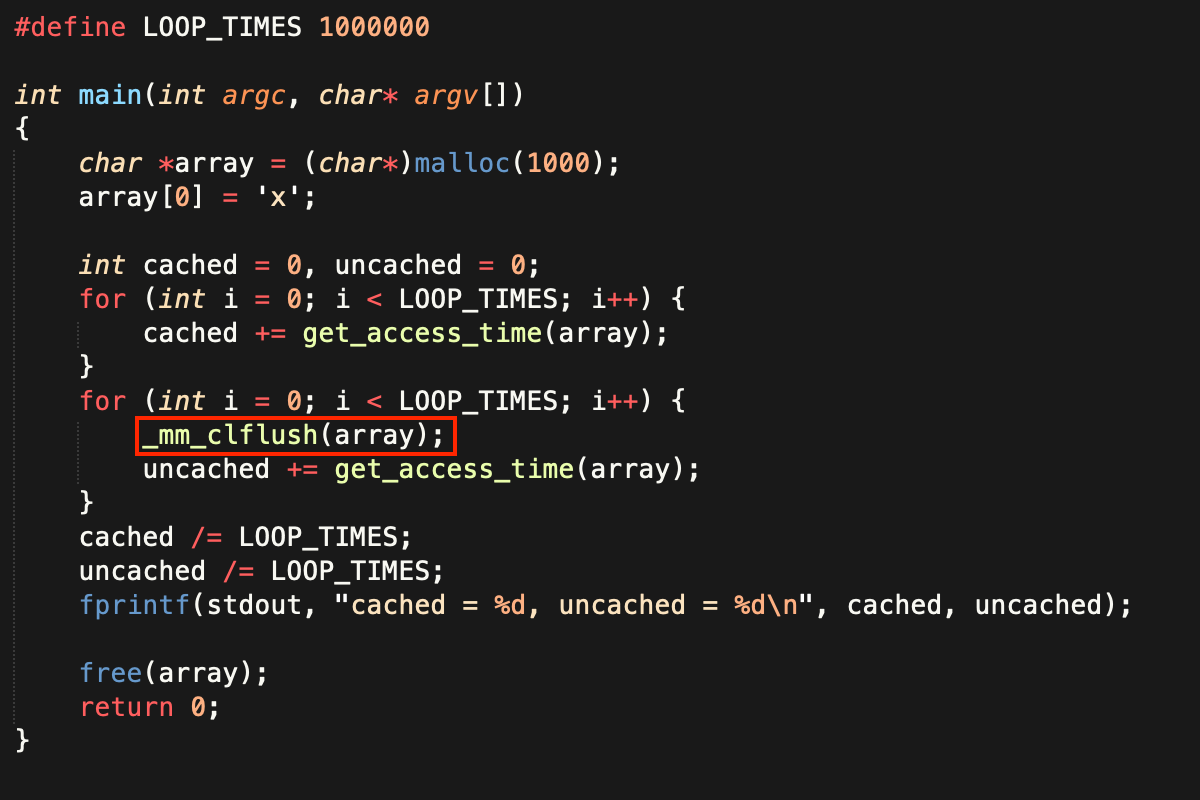 #define LOOP_TIMES 1000000
int main(int argc, char* argv[])
{
char *array = (char*)malloc(1000);
array[0] = 'x';
int cached = 0, uncached = 0;
for (int i = 0; i < LOOP_TIMES; i++) {
cached += get_access_time(array);
}
for (int i = 0; i < LOOP_TIMES; i++) {
_mm_clflush(array);
uncached += get_access_time(array);
}
cached /= LOOP_TIMES;
uncached /= LOOP_TIMES;
fprintf(stdout, "cached = %d, uncached = %d\n", cached, uncached);
free(array);
return 0;
}